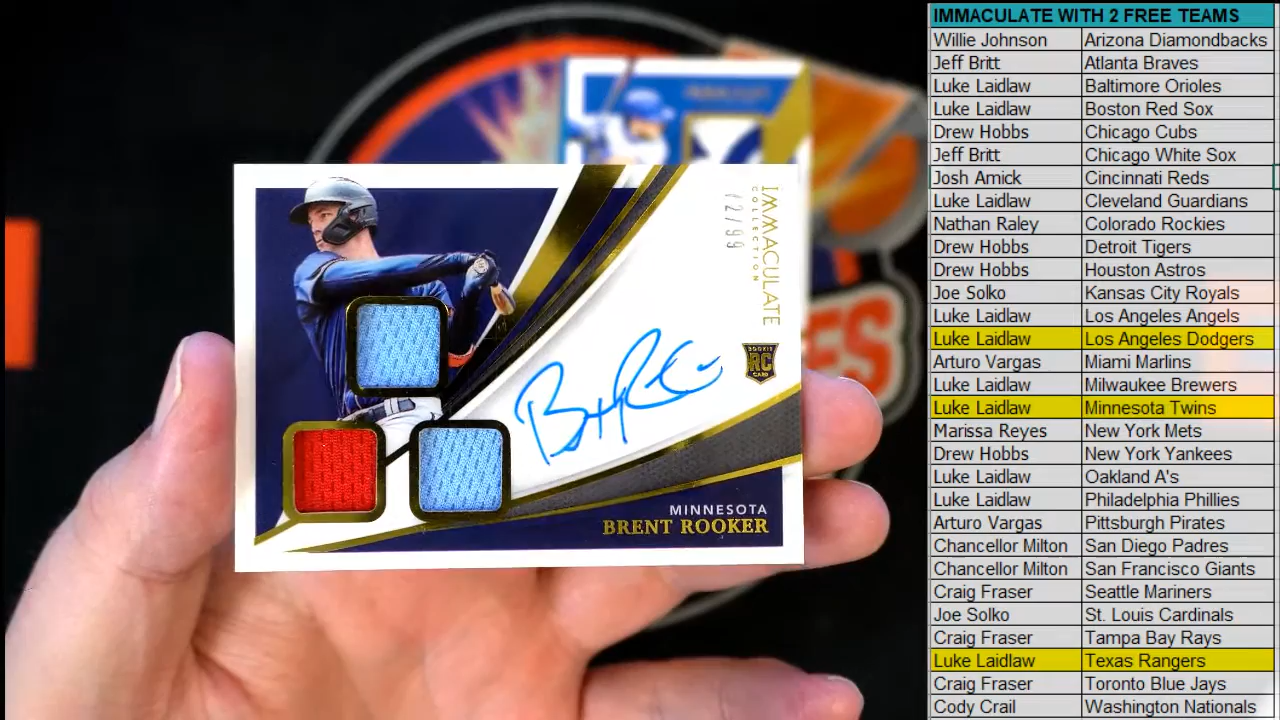 IMMACULATE
COLLECTION
72/99
ROOKIE
RC
CARD
MINNESOTA
BRENT ROOKER
ES
IMMACULATE WITH 2 FREE TEAMS
Willie Johnson Arizona Diamondbacks
Jeff Britt Atlanta Braves
Luke Laidlaw Baltimore Orioles
Luke Laidlaw Boston Red Sox
Drew Hobbs Chicago Cubs
Jeff Britt Chicago White Sox
Josh Amick Cincinnati Reds
Luke Laidlaw Cleveland Guardians
Nathan Raley Colorado Rockies
Drew Hobbs Detroit Tigers
Drew Hobbs Houston Astros
Joe Solko Kansas City Royals
Luke Laidlaw Los Angeles Angels
Luke Laidlaw Los Angeles Dodgers
Arturo Vargas Miami Marlins
Luke Laidlaw Milwaukee Brewers
Luke Laidlaw Minnesota Twins
Marissa Reyes New York Mets
Drew Hobbs New York Yankees
Luke Laidlaw Oakland A's
Luke Laidlaw Philadelphia Phillies
Arturo Vargas Pittsburgh Pirates
Chancellor Milton San Diego Padres
Chancellor Milton San Francisco Giants
Craig Fraser Seattle Mariners
Joe Solko St. Louis Cardinals
Craig Fraser Tampa Bay Rays
Luke Laidlaw Texas Rangers
Craig Fraser Toronto Blue Jays
Cody Crail Washington Nationals